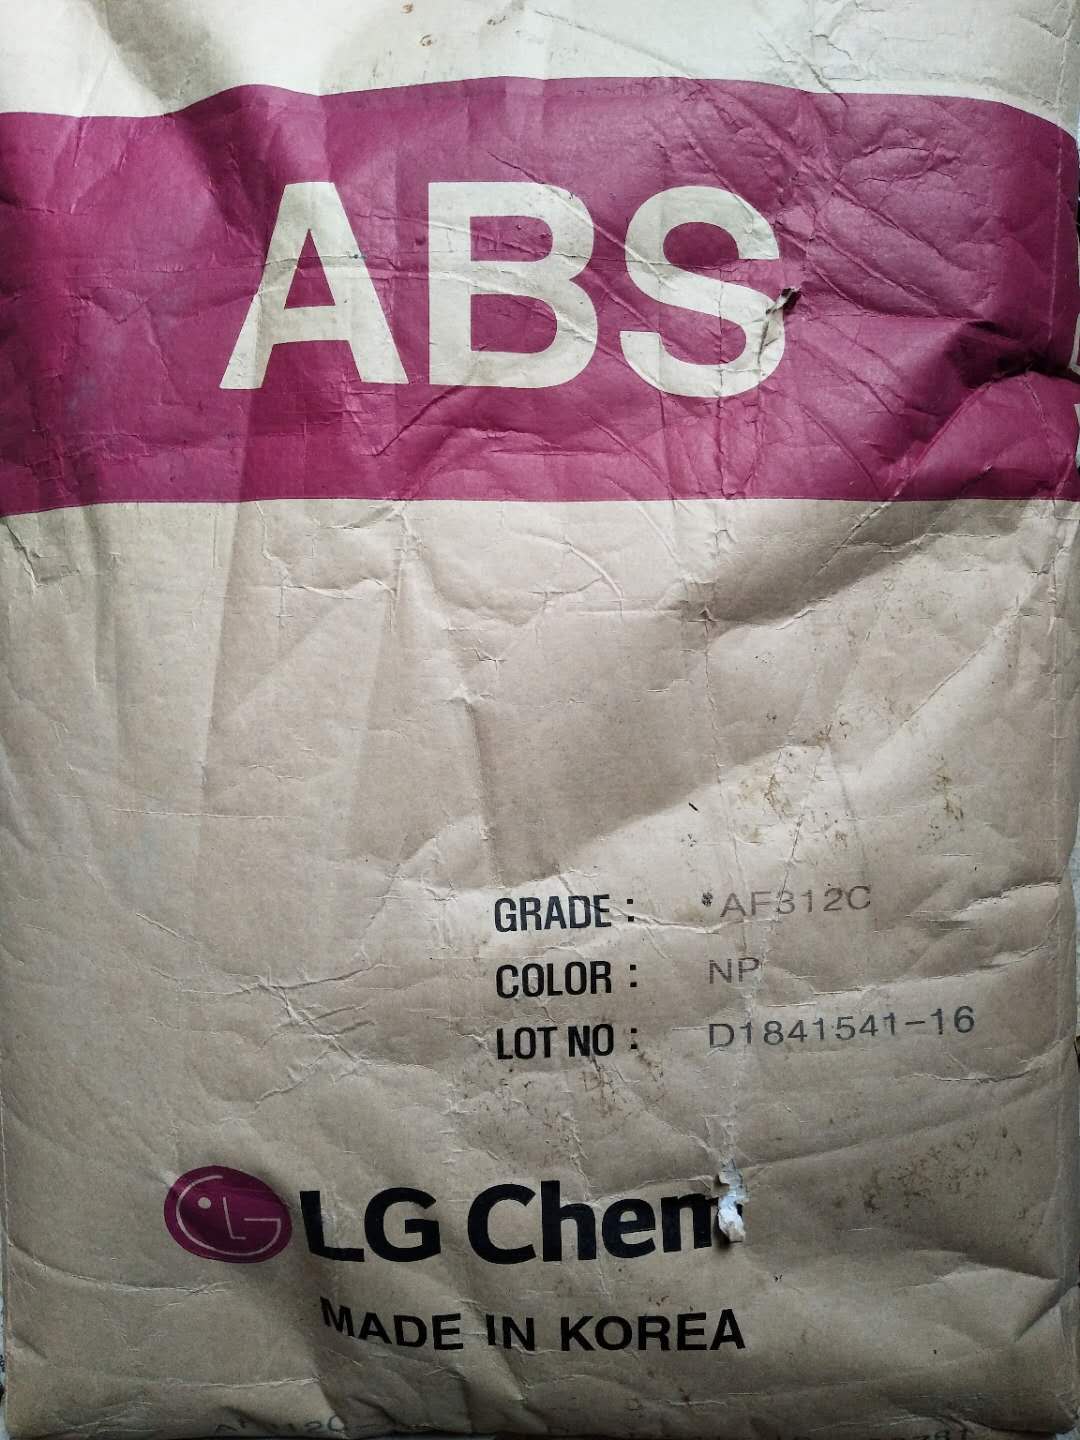 ABS
GRADE : *AF312C
COLOR : NP
LOT NO : D1841541-16
LG Chem
MADE IN KOREA